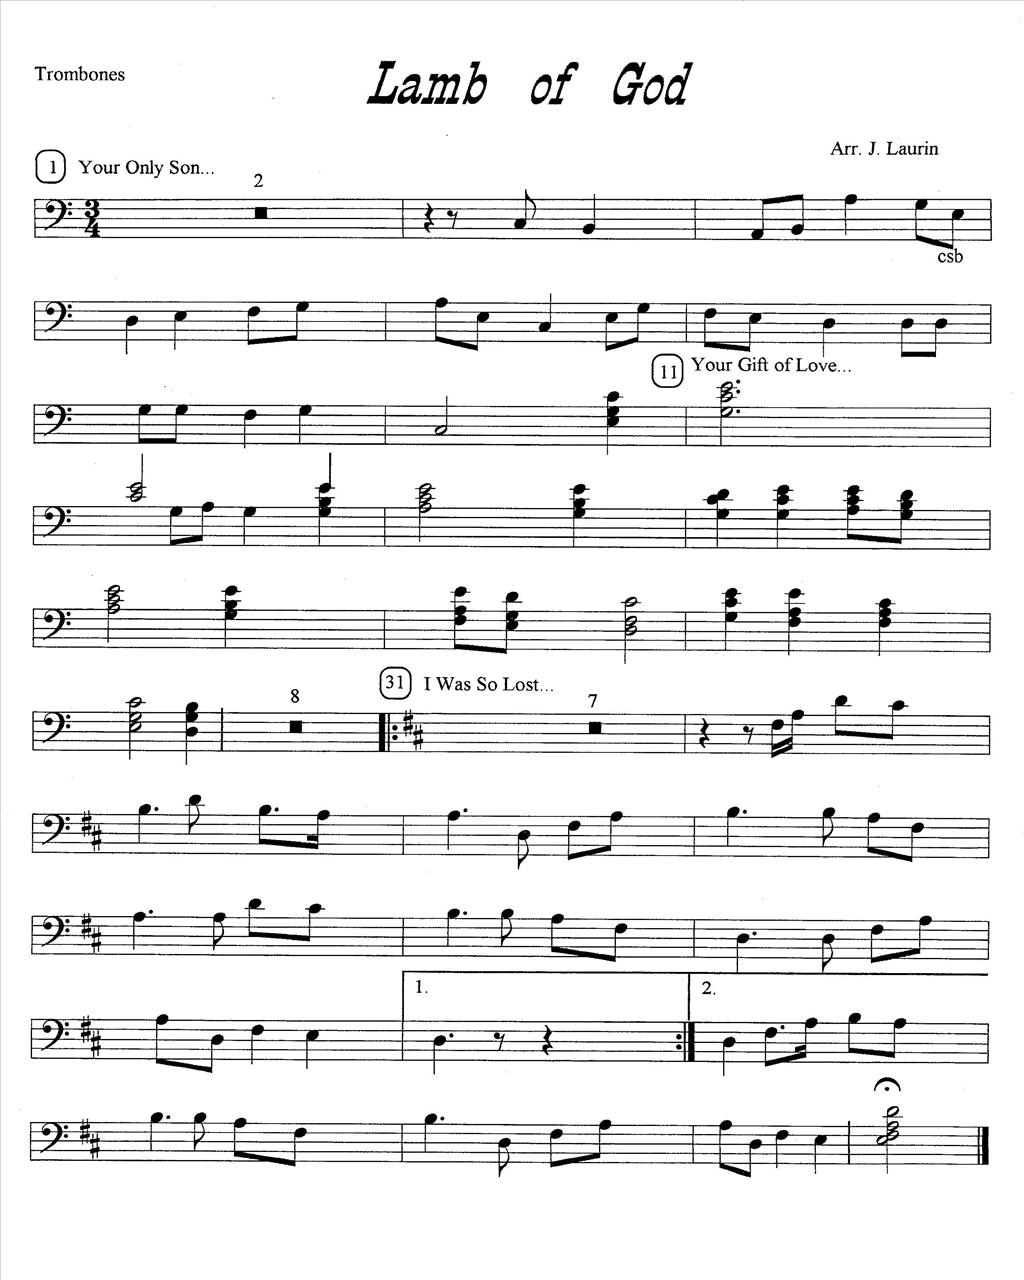 Trombones
Lamb of God
Arr. J. Laurin
1 Your Only Son...
2
3
4
csb
11 Your Gift of Love...
31 I Was So Lost...
8
7
1.
2.